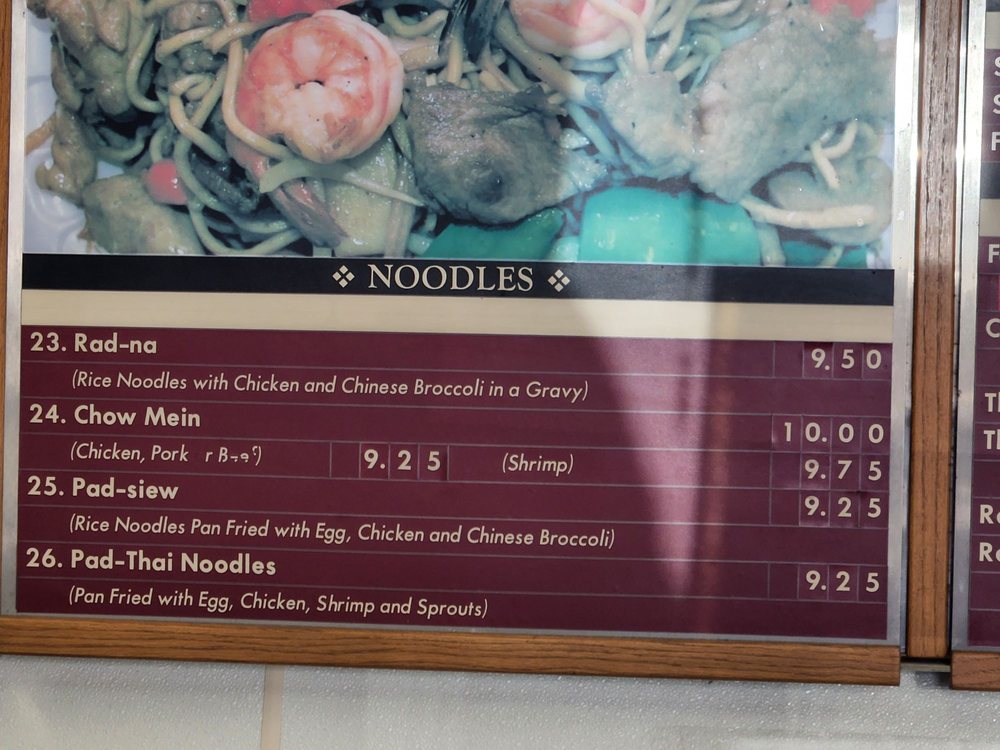 NOODLES
23. Rad-na 9.50
(Rice Noodles with Chicken and Chinese Broccoli in a Gravy)
24. Chow Mein 10.00
(Chicken, Pork 9.25 (Shrimp) 9.75
25. Pad-siew 9.25
(Rice Noodles Pan Fried with Egg, Chicken and Chinese Broccoli)
26. Pad-Thai Noodles 9.25
(Pan Fried with Egg, Chicken, Shrimp and Sprouts)